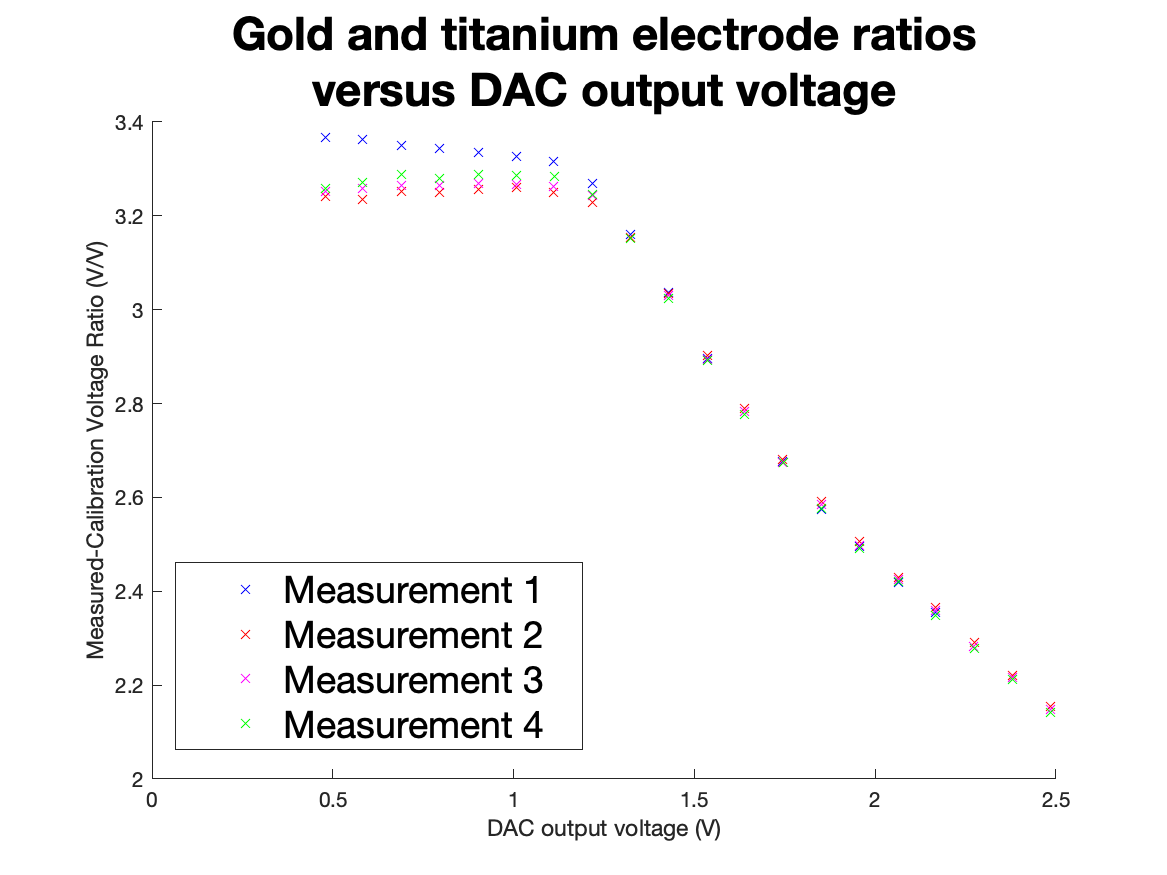 Gold and titanium electrode ratios
versus DAC output voltage
3.4
3.2
3
2.8
2.6
2.4
2.2
2
Measured-Calibration Voltage Ratio (V/V)
Measurement 1
Measurement 2
Measurement 3
Measurement 4
0 0.5 1 1.5 2 2.5
DAC output voltage (V)